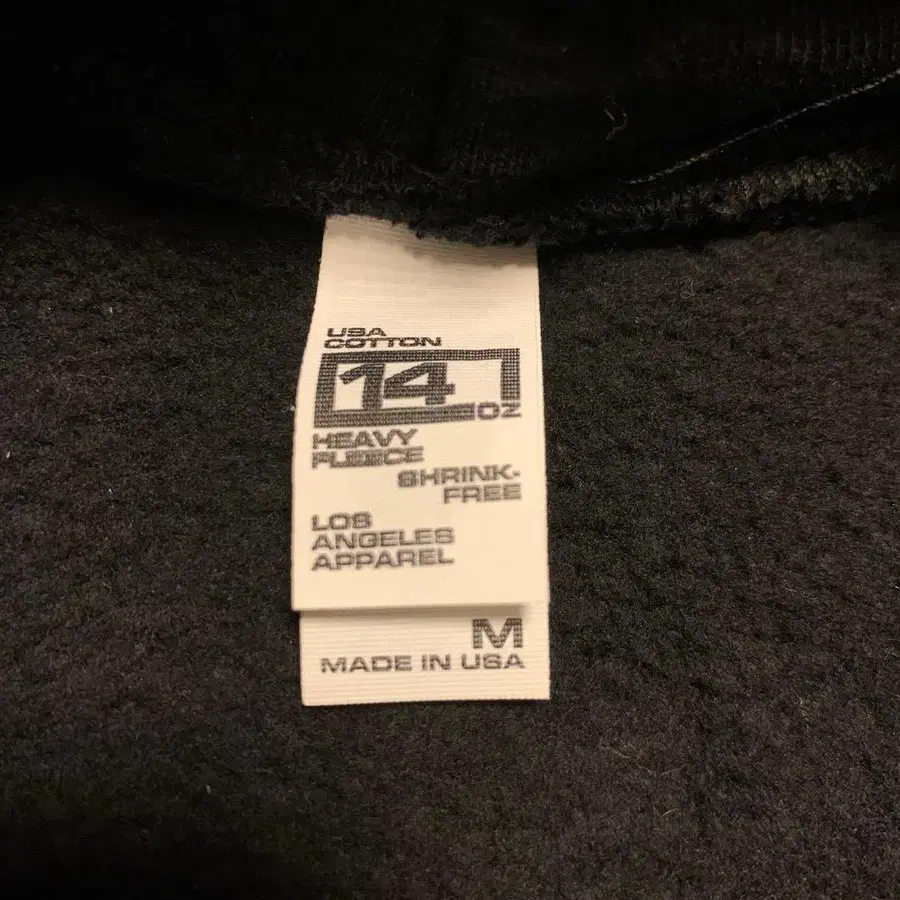 USA
COTTON
14
OZ
HEAVY
FLEECE
SHRINK-
FREE
LOS
ANGELES
APPAREL
M
MADE IN USA